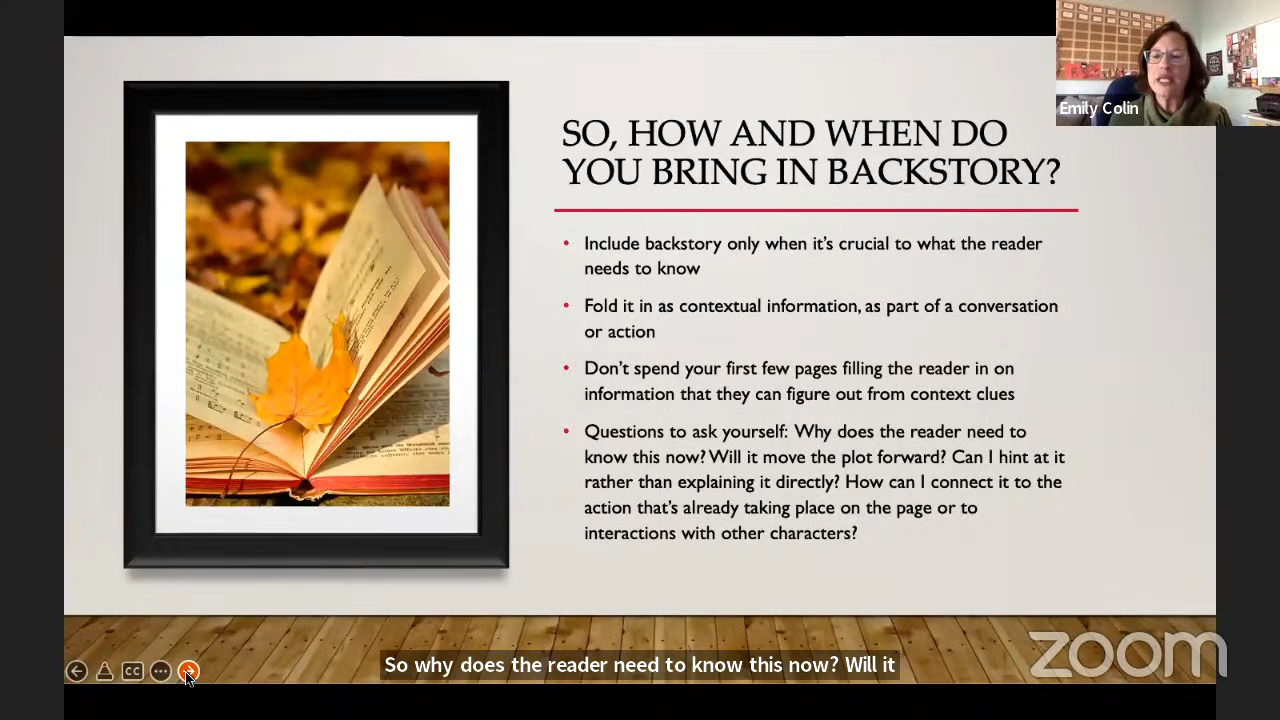 Emily Colin
SO, HOW AND WHEN DO
YOU BRING IN BACKSTORY?
• Include backstory only when it's crucial to what the reader
needs to know
• Fold it in as contextual information, as part of a conversation
or action
• Don't spend your first few pages filling the reader in on
information that they can figure out from context clues
• Questions to ask yourself: Why does the reader need to
know this now? Will it move the plot forward? Can I hint at it
rather than explaining it directly? How can I connect it to the
action that's already taking place on the page or to
interactions with other characters?
CC
So why does the reader need to know this now? Will it
zoom